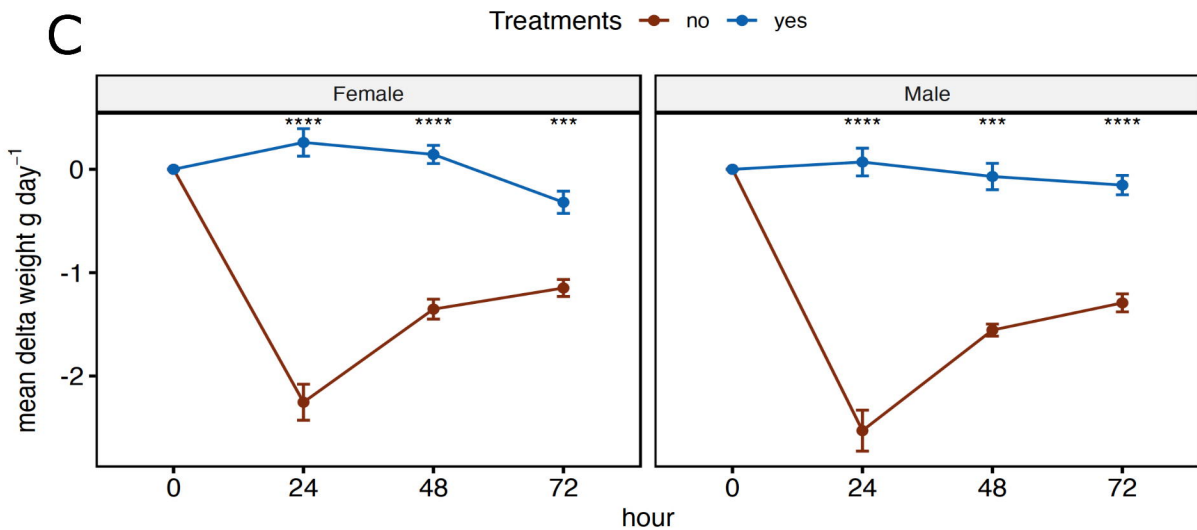 C
Treatments no yes
Female Male
**** **** *** **** *** ****
mean delta weight g day⁻¹
0
-1
-2
0 24 48 72 0 24 48 72
hour